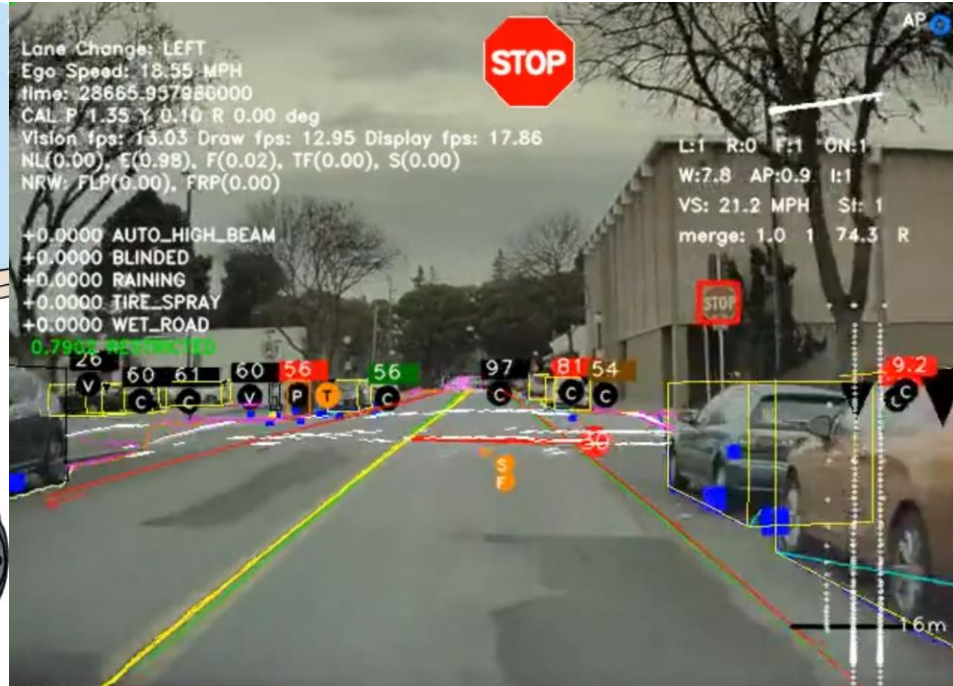 AP
STOP
Lane Change: LEFT
Ego Speed: 18.55 MPH
time: 28665.957986000
CAL P 1.35 Y 0.10 R 0.00 deg
Vision fps: 13.03 Draw fps: 12.95 Display fps: 17.86
NL(0.00), E(0.98), F(0.02), TF(0.00), S(0.00)
NRW: FLP(0.00), FRP(0.00)
L:1 R:0 F:1 ON:1
W:7.8 AP:0.9 I:1
VS: 21.2 MPH St: 1
merge: 1.0 1 74.3 R
+0.0000 AUTO_HIGH_BEAM
+0.0000 BLINDED
+0.0000 RAINING
+0.0000 TIRE_SPRAY
+0.0000 WET_ROAD
RESTRICTED
STOP
26 60 61 60 56 56 97 81 54 9.2
V C C V P T C C C C C
30
S
F
16m